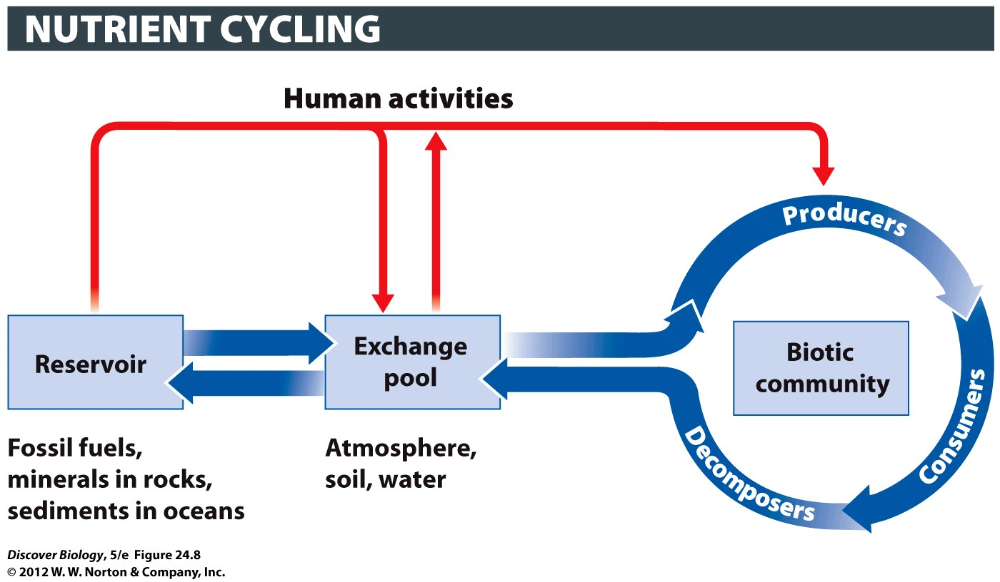 NUTRIENT CYCLING
Human activities
Producers
Reservoir
Exchange
pool
Biotic
community
Consumers
Decomposers
Fossil fuels,
minerals in rocks,
sediments in oceans
Atmosphere,
soil, water
Discover Biology, 5/e Figure 24.8
© 2012 W. W. Norton & Company, Inc.